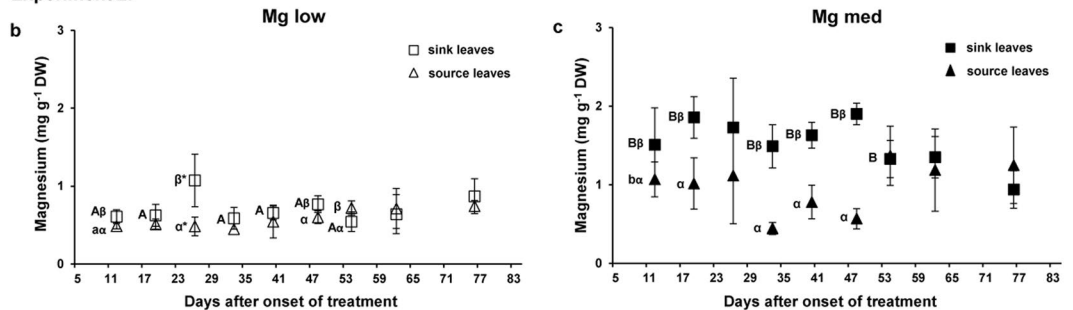 b
Mg low
3
2
1
0
Magnesium (mg g-1 DW)
sink leaves
source leaves
Aβ
aα
A
β*
α*
A
A
Aβ
α
β
Aα
5 11 17 23 29 35 41 47 53 59 65 71 77 83
Days after onset of treatment
c
Mg med
3
2
1
0
Magnesium (mg g-1 DW)
sink leaves
source leaves
Bβ
bα
Bβ
α
Bβ
α
Bβ
α
Bβ
α
B
5 11 17 23 29 35 41 47 53 59 65 71 77 83
Days after onset of treatment